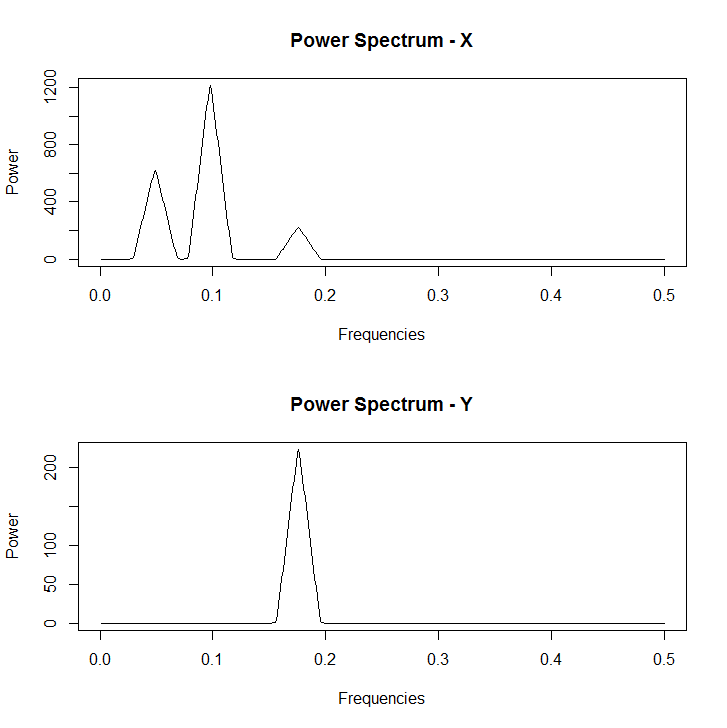 Power Spectrum - X
Power
1200
800
400
0
0.0 0.1 0.2 0.3 0.4 0.5
Frequencies
Power Spectrum - Y
Power
200
100
50
0
0.0 0.1 0.2 0.3 0.4 0.5
Frequencies